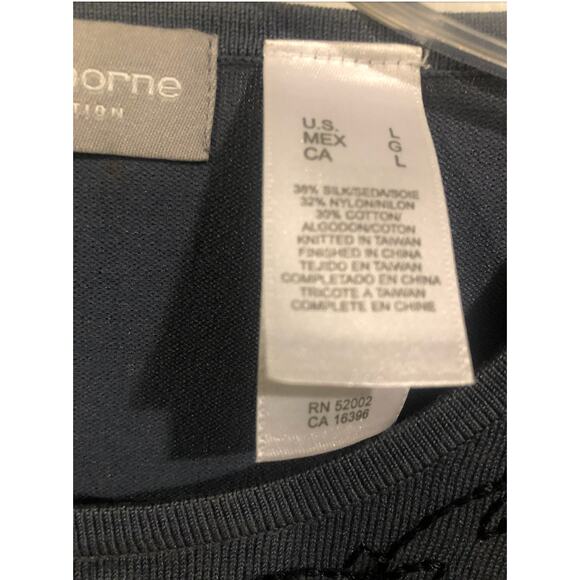 orne
TION
U.S. L
MEX G
CA L
38% SILK/SEDA/SOIE
32% NYLON/NILON
30% COTTON/
ALGODON/COTON
KNITTED IN TAIWAN
FINISHED IN CHINA
TEJIDO EN TAIWAN
COMPLETADO EN CHINA
TRICOTE A TAIWAN
COMPLETE EN CHINE
RN 52002
CA 16396